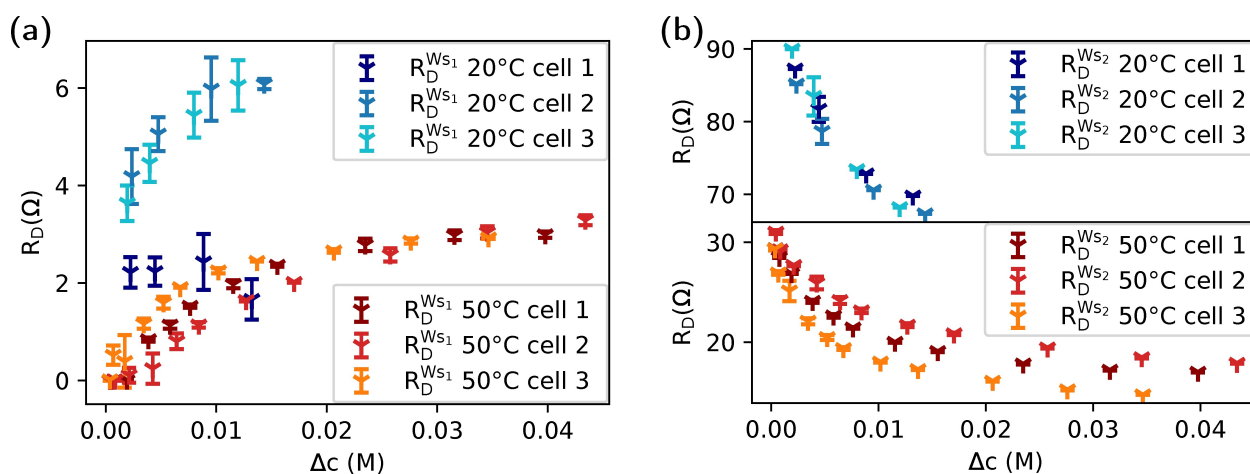 (a)
R_D(Ω)
6
4
2
0
R_D^{Ws_1} 20°C cell 1
R_D^{Ws_1} 20°C cell 2
R_D^{Ws_1} 20°C cell 3
R_D^{Ws_1} 50°C cell 1
R_D^{Ws_1} 50°C cell 2
R_D^{Ws_1} 50°C cell 3
0.00 0.01 0.02 0.03 0.04
Δc (M)
(b)
R_D(Ω)
90
80
70
R_D^{Ws_2} 20°C cell 1
R_D^{Ws_2} 20°C cell 2
R_D^{Ws_2} 20°C cell 3
R_D(Ω)
30
20
R_D^{Ws_2} 50°C cell 1
R_D^{Ws_2} 50°C cell 2
R_D^{Ws_2} 50°C cell 3
0.00 0.01 0.02 0.03 0.04
Δc (M)